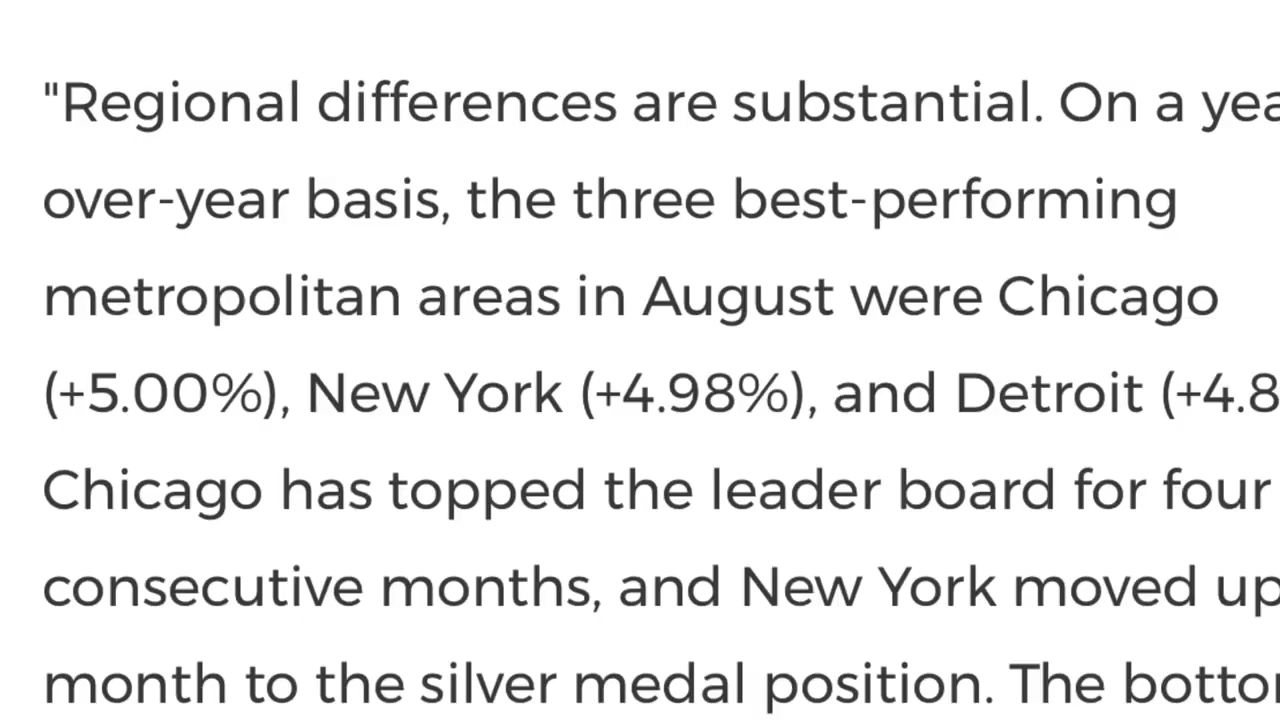 "Regional differences are substantial. On a
over-year basis, the three best-performing
metropolitan areas in August were Chicago
(+5.00%), New York (+4.98%), and Detroit (+4.8
Chicago has topped the leader board for four
consecutive months, and New York moved up
month to the silver medal position. The